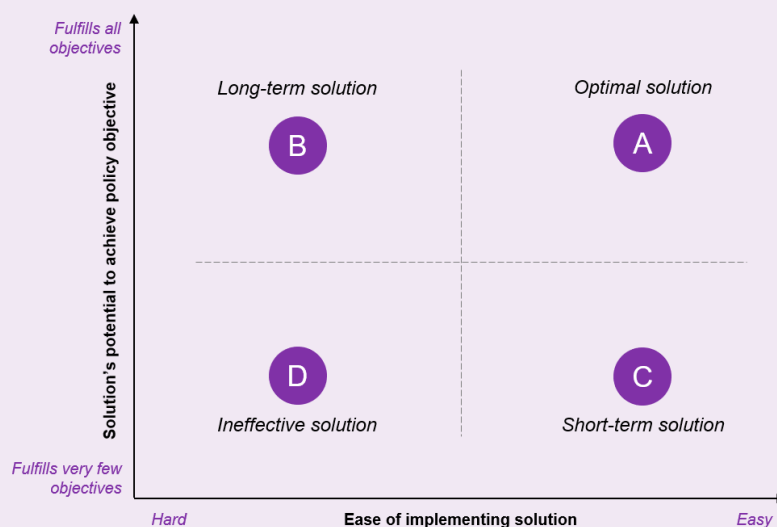 Fulfills all
objectives
Solution's potential to achieve policy objective
Long-term solution
Optimal solution
B
A
D
C
Ineffective solution
Short-term solution
Fulfills very few
objectives
Hard
Ease of implementing solution
Easy